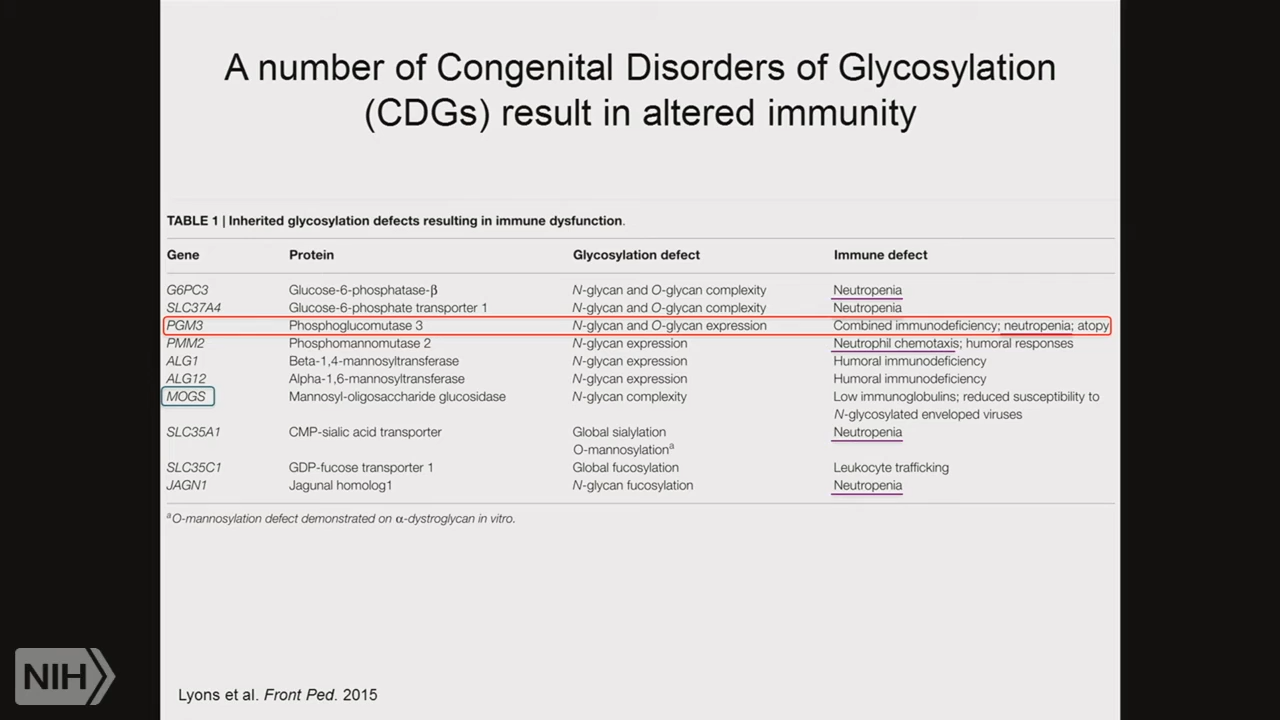 A number of Congenital Disorders of Glycosylation
(CDGs) result in altered immunity
TABLE 1 | Inherited glycosylation defects resulting in immune dysfunction.
Gene Protein Glycosylation defect Immune defect
G6PC3 Glucose-6-phosphatase-β N-glycan and O-glycan complexity Neutropenia
SLC37A4 Glucose-6-phosphate transporter 1 N-glycan and O-glycan complexity Neutropenia
PGM3 Phosphoglucomutase 3 N-glycan and O-glycan expression Combined immunodeficiency; neutropenia; atopy
PMM2 Phosphomannomutase 2 N-glycan expression Neutrophil chemotaxis; humoral responses
ALG1 Beta-1,4-mannosyltransferase N-glycan expression Humoral immunodeficiency
ALG12 Alpha-1,6-mannosyltransferase N-glycan expression Humoral immunodeficiency
MOGS Mannosyl-oligosaccharide glucosidase N-glycan complexity Low immunoglobulins; reduced susceptibility to
N-glycosylated enveloped viruses
SLC35A1 CMP-sialic acid transporter Global sialylation Neutropenia
O-mannosylationᵃ
SLC35C1 GDP-fucose transporter 1 Global fucosylation Leukocyte trafficking
JAGN1 Jagunal homolog1 N-glycan fucosylation Neutropenia
ᵃO-mannosylation defect demonstrated on α-dystroglycan in vitro.
NIH
Lyons et al. Front Ped. 2015